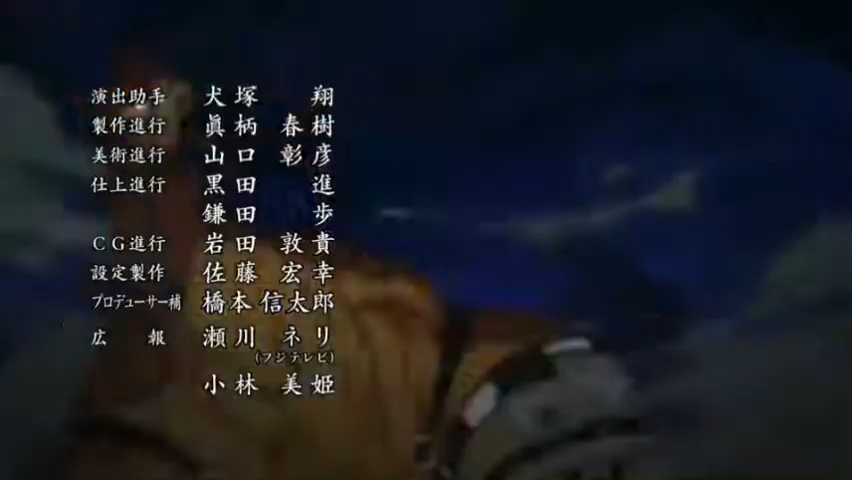 演出助手 犬塚 翔
製作進行 眞柄 春樹
美術進行 山口 彰彦
仕上進行 黒田 進
鎌田 歩
CG進行 岩田 敦貴
設定製作 佐藤 宏幸
プロデューサー補 橋本 信太郎
広報 瀬川 ネリ
(フジテレビ)
小林 美姫